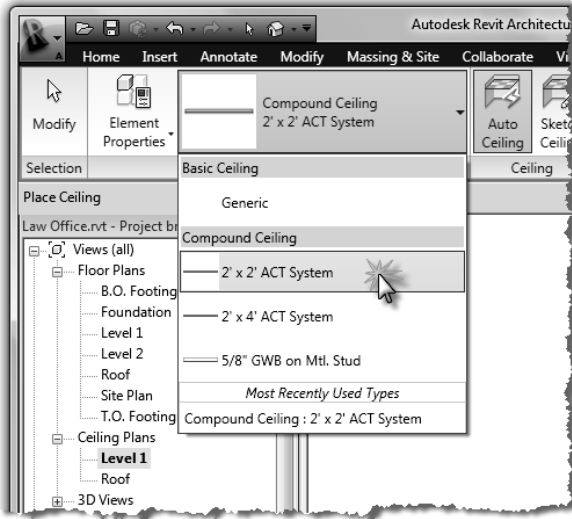 Autodesk Revit Architectu
Home Insert Annotate Modify Massing & Site Collaborate Vi
Modify
Element
Properties
Compound Ceiling
2' x 2' ACT System
Auto
Ceiling
Sketc
Ceilin
Selection
Ceiling
Basic Ceiling
Generic
Place Ceiling
Law Office.rvt - Project br
Compound Ceiling
2' x 2' ACT System
2' x 4' ACT System
5/8" GWB on Mtl. Stud
Most Recently Used Types
Compound Ceiling : 2' x 2' ACT System
Views (all)
Floor Plans
B.O. Footing
Foundation
Level 1
Level 2
Roof
Site Plan
T.O. Footing
Ceiling Plans
Level 1
Roof
3D Views